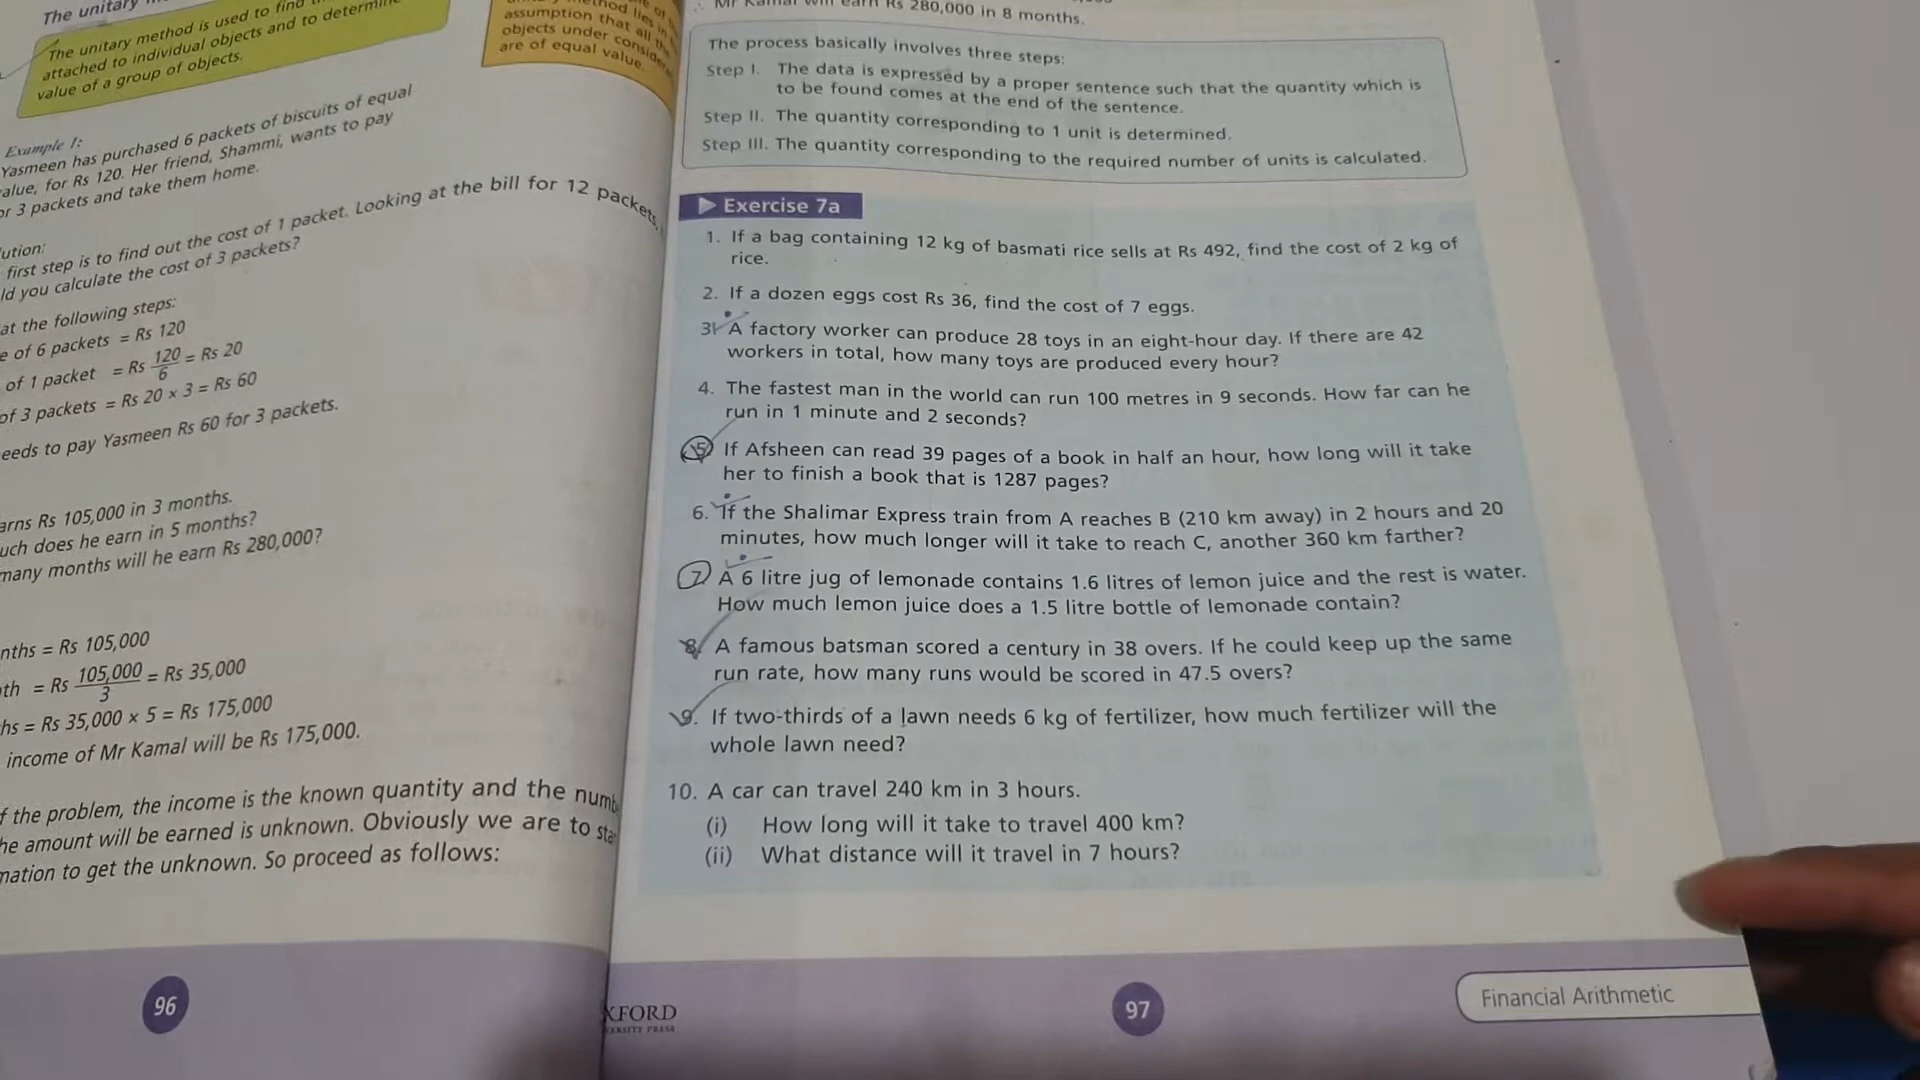 The unitary
The unitary method is used to find
attached to individual objects and to determine
value of a group of objects.
method lies in
assumption that all the
objects under consider
are of equal value.
Example 1:
Yasmeen has purchased 6 packets of biscuits of equal
alue, for Rs 120. Her friend, Shammi, wants to pay
or 3 packets and take them home.
ution:
first step is to find out the cost of 1 packet. Looking at the bill for 12 packets,
ld you calculate the cost of 3 packets?
at the following steps:
e of 6 packets = Rs 120
of 1 packet = Rs 120/6 = Rs 20
of 3 packets = Rs 20 × 3 = Rs 60
eeds to pay Yasmeen Rs 60 for 3 packets.
arns Rs 105,000 in 3 months.
uch does he earn in 5 months?
many months will he earn Rs 280,000?
nths = Rs 105,000
th = Rs 105,000/3 = Rs 35,000
hs = Rs 35,000 × 5 = Rs 175,000
income of Mr Kamal will be Rs 175,000.
f the problem, the income is the known quantity and the numb
he amount will be earned is unknown. Obviously we are to sta
mation to get the unknown. So proceed as follows:
96
∴ Mr Kamal will earn Rs 280,000 in 8 months.
The process basically involves three steps:
Step I. The data is expressed by a proper sentence such that the quantity which is
to be found comes at the end of the sentence.
Step II. The quantity corresponding to 1 unit is determined.
Step III. The quantity corresponding to the required number of units is calculated.
Exercise 7a
1. If a bag containing 12 kg of basmati rice sells at Rs 492, find the cost of 2 kg of
rice.
2. If a dozen eggs cost Rs 36, find the cost of 7 eggs.
3. A factory worker can produce 28 toys in an eight-hour day. If there are 42
workers in total, how many toys are produced every hour?
4. The fastest man in the world can run 100 metres in 9 seconds. How far can he
run in 1 minute and 2 seconds?
5. If Afsheen can read 39 pages of a book in half an hour, how long will it take
her to finish a book that is 1287 pages?
6. If the Shalimar Express train from A reaches B (210 km away) in 2 hours and 20
minutes, how much longer will it take to reach C, another 360 km farther?
7. A 6 litre jug of lemonade contains 1.6 litres of lemon juice and the rest is water.
How much lemon juice does a 1.5 litre bottle of lemonade contain?
8. A famous batsman scored a century in 38 overs. If he could keep up the same
run rate, how many runs would be scored in 47.5 overs?
9. If two-thirds of a lawn needs 6 kg of fertilizer, how much fertilizer will the
whole lawn need?
10. A car can travel 240 km in 3 hours.
(i) How long will it take to travel 400 km?
(ii) What distance will it travel in 7 hours?
XFORD
VERSITY PRESS
97
Financial Arithmetic